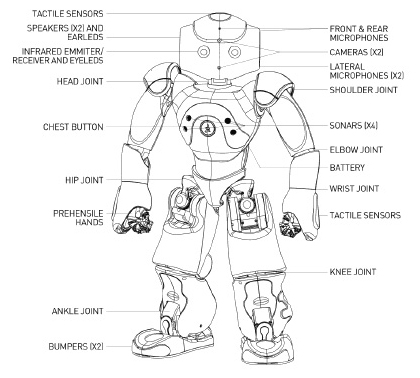 TACTILE SENSORS
SPEAKERS (X2) AND
EARLEDS
INFRARED EMMITER/
RECEIVER AND EYELEDS
HEAD JOINT
CHEST BUTTON
HIP JOINT
PREHENSILE
HANDS
ANKLE JOINT
BUMPERS (X2)
FRONT & REAR
MICROPHONES
CAMERAS (X2)
LATERAL
MICROPHONES (X2)
SHOULDER JOINT
SONARS (X4)
ELBOW JOINT
BATTERY
WRIST JOINT
TACTILE SENSORS
KNEE JOINT